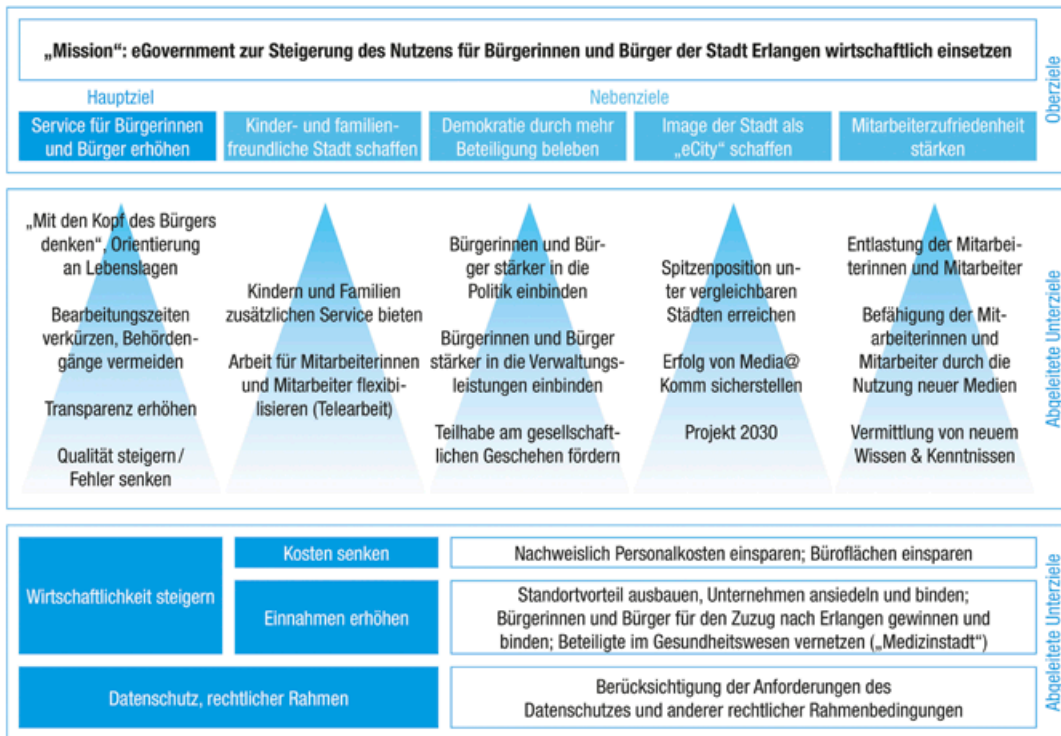 „Mission“: eGovernment zur Steigerung des Nutzens für Bürgerinnen und Bürger der Stadt Erlangen wirtschaftlich einsetzen
Hauptziel
Nebenziele
Service für Bürgerinnen
und Bürger erhöhen
Kinder- und familien-
freundliche Stadt schaffen
Demokratie durch mehr
Beteiligung beleben
Image der Stadt als
„eCity“ schaffen
Mitarbeiterzufriedenheit
stärken
Oberziele
„Mit den Kopf des Bürgers
denken“, Orientierung
an Lebenslagen
Bearbeitungszeiten
verkürzen, Behörden-
gänge vermeiden
Transparenz erhöhen
Qualität steigern/
Fehler senken
Kindern und Familien
zusätzlichen Service bieten
Arbeit für Mitarbeiterinnen
und Mitarbeiter flexibi-
lisieren (Telearbeit)
Bürgerinnen und Bür-
ger stärker in die
Politik einbinden
Bürgerinnen und Bürger
stärker in die Verwaltungs-
leistungen einbinden
Teilhabe am gesellschaft-
lichen Geschehen fördern
Spitzenposition un-
ter vergleichbaren
Städten erreichen
Erfolg von Media@
Komm sicherstellen
Projekt 2030
Entlastung der Mitarbei-
terinnen und Mitarbeiter
Befähigung der Mit-
arbeiterinnen und
Mitarbeiter durch die
Nutzung neuer Medien
Vermittlung von neuem
Wissen & Kenntnissen
Abgeleitete Unterziele
Wirtschaftlichkeit steigern
Kosten senken
Nachweislich Personalkosten einsparen; Büroflächen einsparen
Einnahmen erhöhen
Standortvorteil ausbauen, Unternehmen ansiedeln und binden;
Bürgerinnen und Bürger für den Zuzug nach Erlangen gewinnen und
binden; Beteiligte im Gesundheitswesen vernetzen („Medizinstadt“)
Datenschutz, rechtlicher Rahmen
Berücksichtigung der Anforderungen des
Datenschutzes und anderer rechtlicher Rahmenbedingungen
Abgeleitete Unterziele